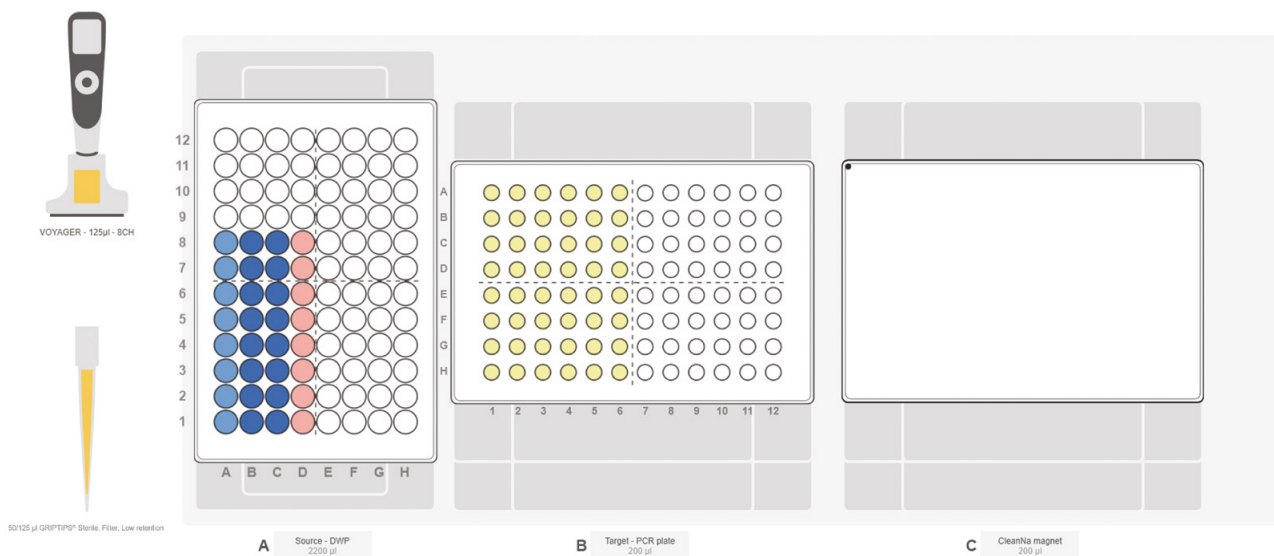 VOYAGER - 125µl - 8CH
50/125 µl GRIPTIPS® Sterile, Filter, Low retention
12
11
10
9
8
7
6
5
4
3
2
1
A B C D E F G H
A
B
C
D
E
F
G
H
1 2 3 4 5 6 7 8 9 10 11 12
A Source - DWP
2200 µl
B Target - PCR plate
200 µl
C CleanNa magnet
200 µl